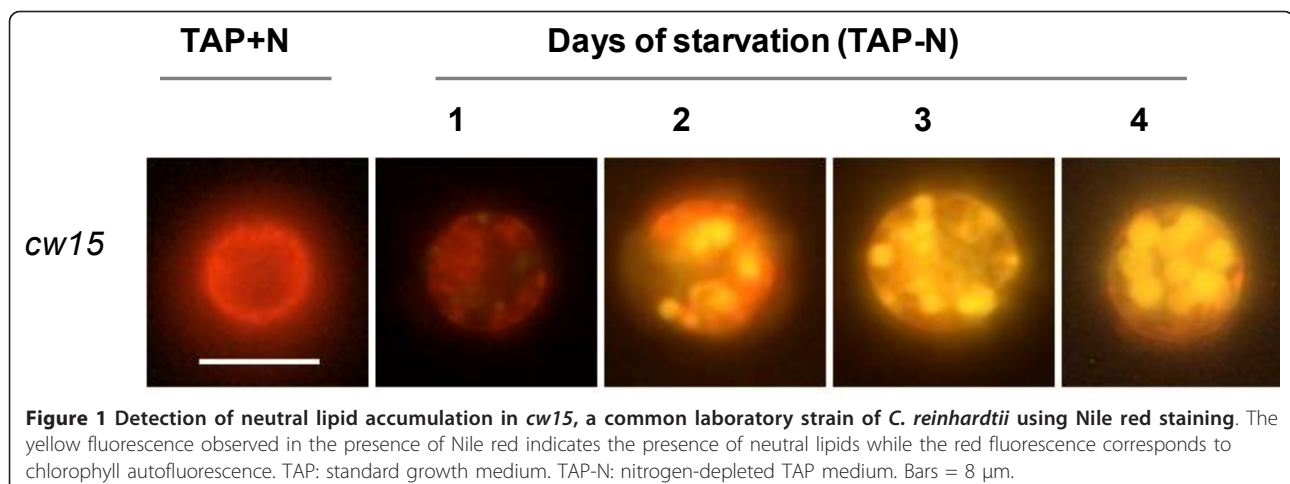 TAP+N Days of starvation (TAP-N)
1 2 3 4
cw15
Figure 1 Detection of neutral lipid accumulation in cw15, a common laboratory strain of C. reinhardtii using Nile red staining. The
yellow fluorescence observed in the presence of Nile red indicates the presence of neutral lipids while the red fluorescence corresponds to
chlorophyll autofluorescence. TAP: standard growth medium. TAP-N: nitrogen-depleted TAP medium. Bars = 8 μm.